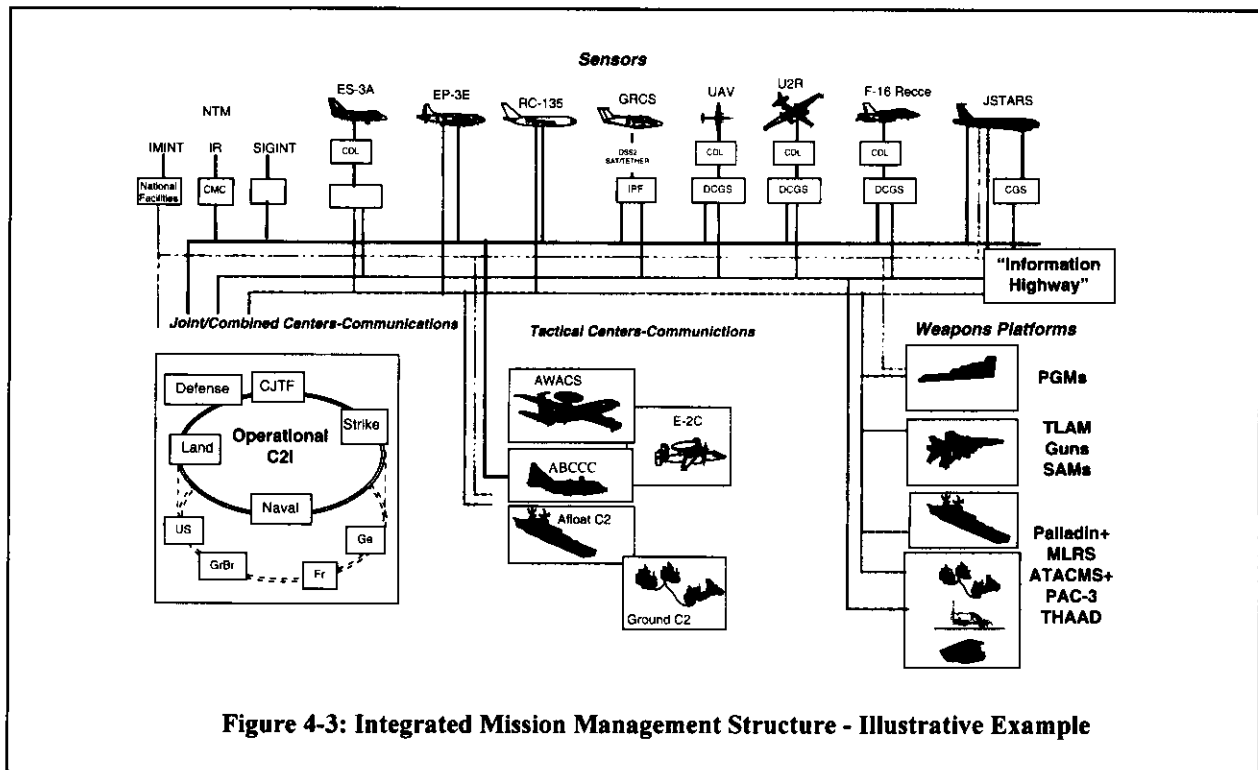 Sensors
NTM
ES-3A
EP-3E
RC-135
GRCS
UAV
U2R
F-16 Recce
JSTARS
IMINT
IR
SIGINT
CDL
DSS2
SAT/TETHER
CDL
CDL
CDL
National
Facilities
CMC
IPF
DCGS
DCGS
DCGS
CGS
"Information
Highway"
Joint/Combined Centers-Communications
Tactical Centers-Communictions
Weapons Platforms
Defense
CJTF
Strike
Land
Operational
C2I
Naval
US
GrBr
Fr
Ge
AWACS
E-2C
ABCCC
Afloat C2
Ground C2
PGMs
TLAM
Guns
SAMs
Palladin+
MLRS
ATACMS+
PAC-3
THAAD
Figure 4-3: Integrated Mission Management Structure - Illustrative Example